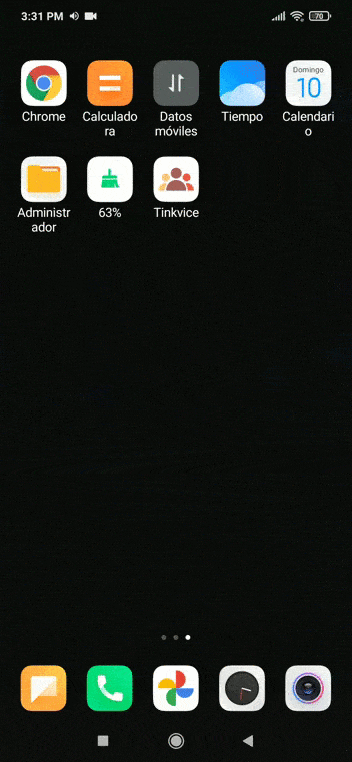 3:31 PM 70
Domingo
10
Chrome Calculado Datos Tiempo Calendari
ra móviles o
Administr 63% Tinkvice
ador